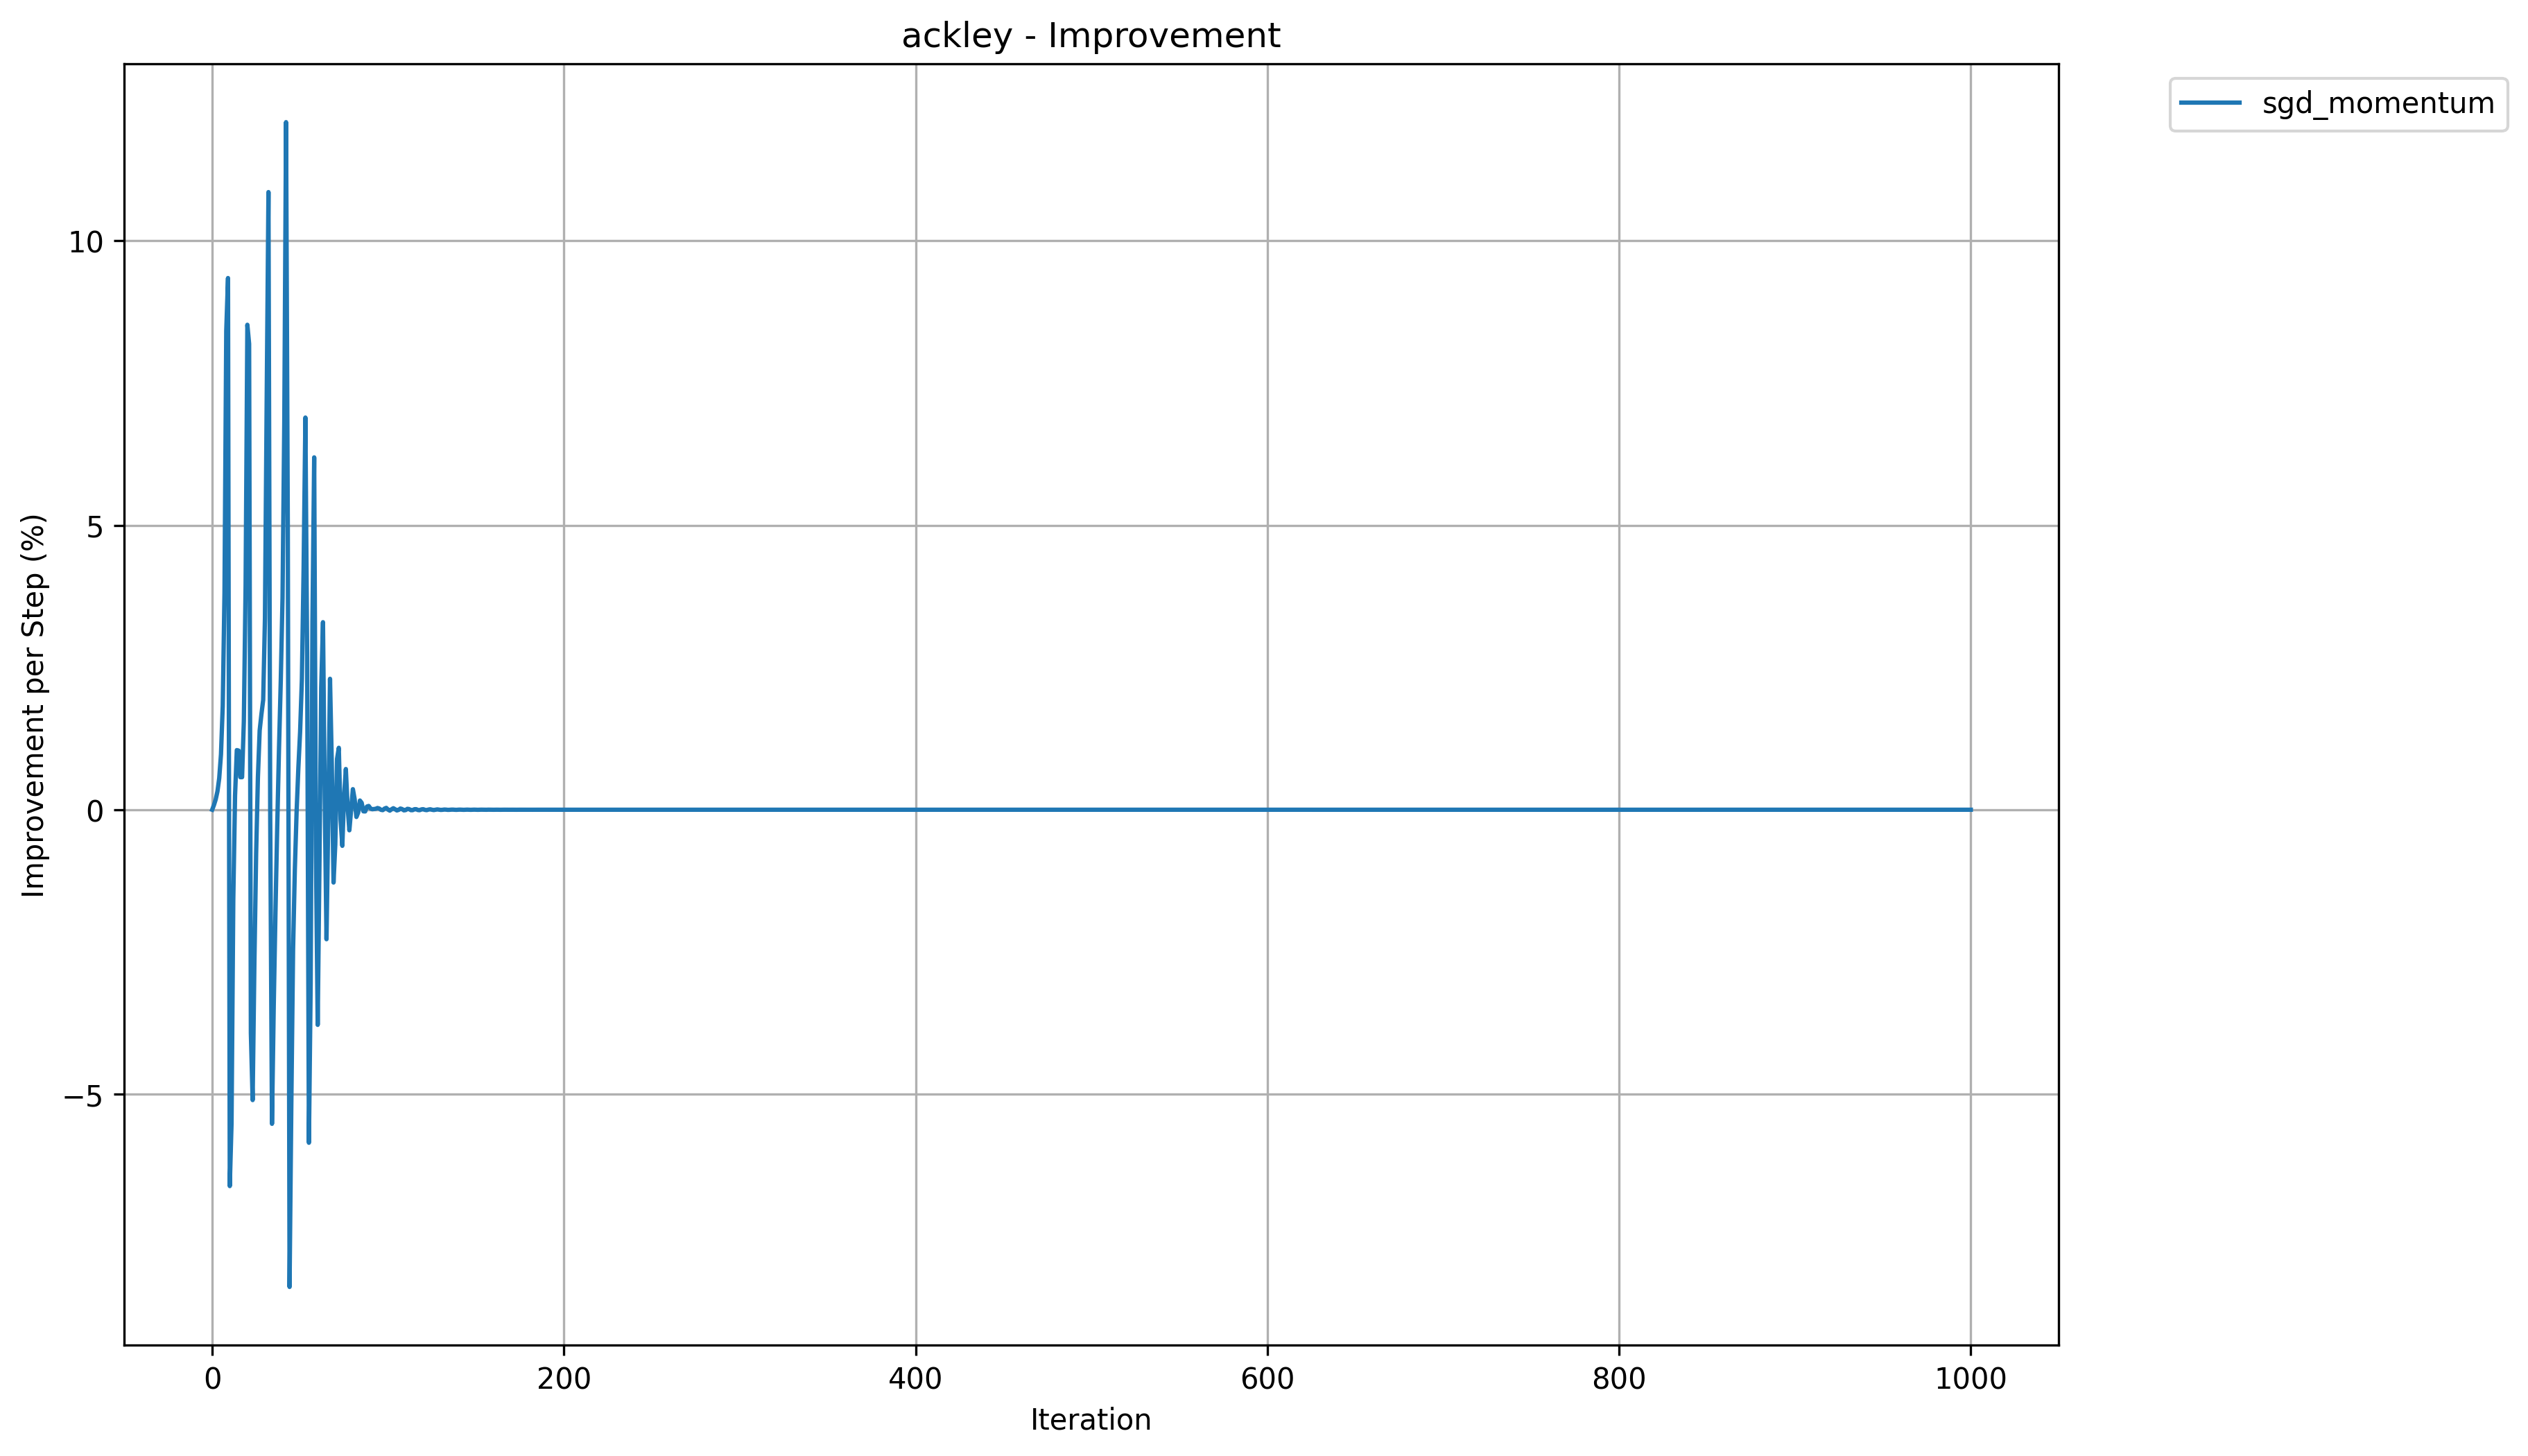 ackley - Improvement
sgd_momentum
Improvement per Step (%)
10
5
0
−5
0 200 400 600 800 1000
Iteration